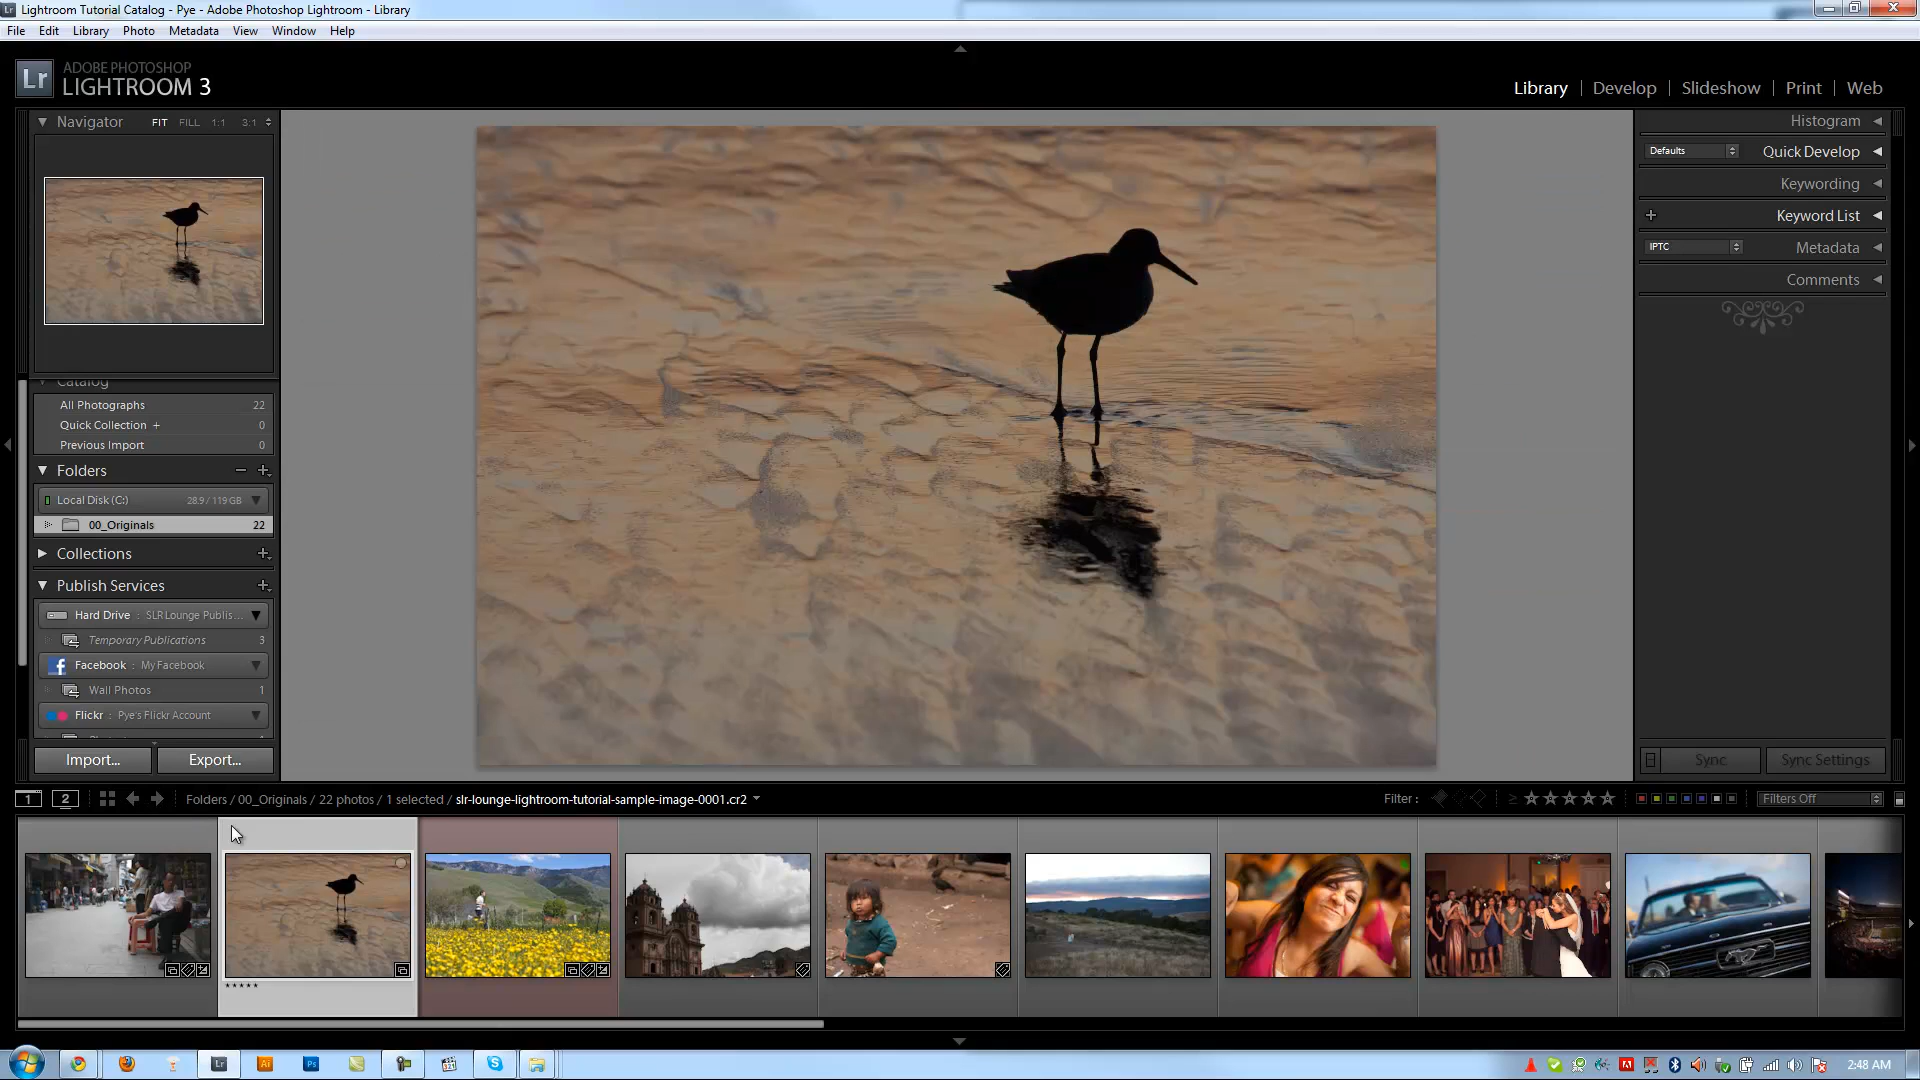 Lightroom Tutorial Catalog - Pye - Adobe Photoshop Lightroom - Library
File Edit Library Photo Metadata View Window Help
Lr ADOBE PHOTOSHOP
LIGHTROOM 3
Library | Develop | Slideshow | Print | Web
Navigator FIT FILL 1:1 3:1
Histogram
Defaults Quick Develop
Keywording
+ Keyword List
IPTC Metadata
Comments
Catalog
All Photographs 22
Quick Collection + 0
Previous Import 0
Folders
Local Disk (C:) 28.9 / 119 GB
00_Originals 22
Collections
Publish Services
Hard Drive : SLR Lounge Publis...
Temporary Publications 3
Facebook : My Facebook
Wall Photos 1
Flickr : Pye's Flickr Account
Import... Export...
Sync Sync Settings
1 2 Folders / 00_Originals / 22 photos / 1 selected / slr-lounge-lightroom-tutorial-sample-image-0001.cr2
Filter : ≥ Filters Off
Lr Ai Ps
2:48 AM